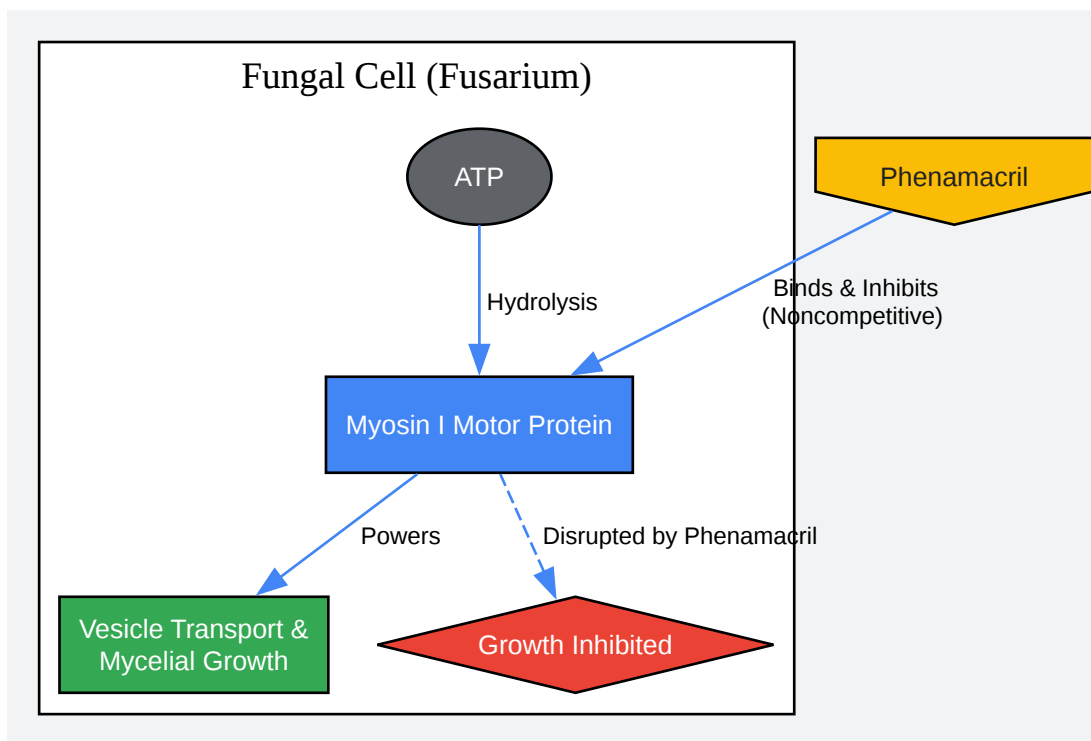 Fungal Cell (Fusarium)
ATP
Phenamacril
Hydrolysis
Binds & Inhibits
(Noncompetitive)
Myosin I Motor Protein
Powers
Disrupted by Phenamacril
Vesicle Transport &
Mycelial Growth
Growth Inhibited